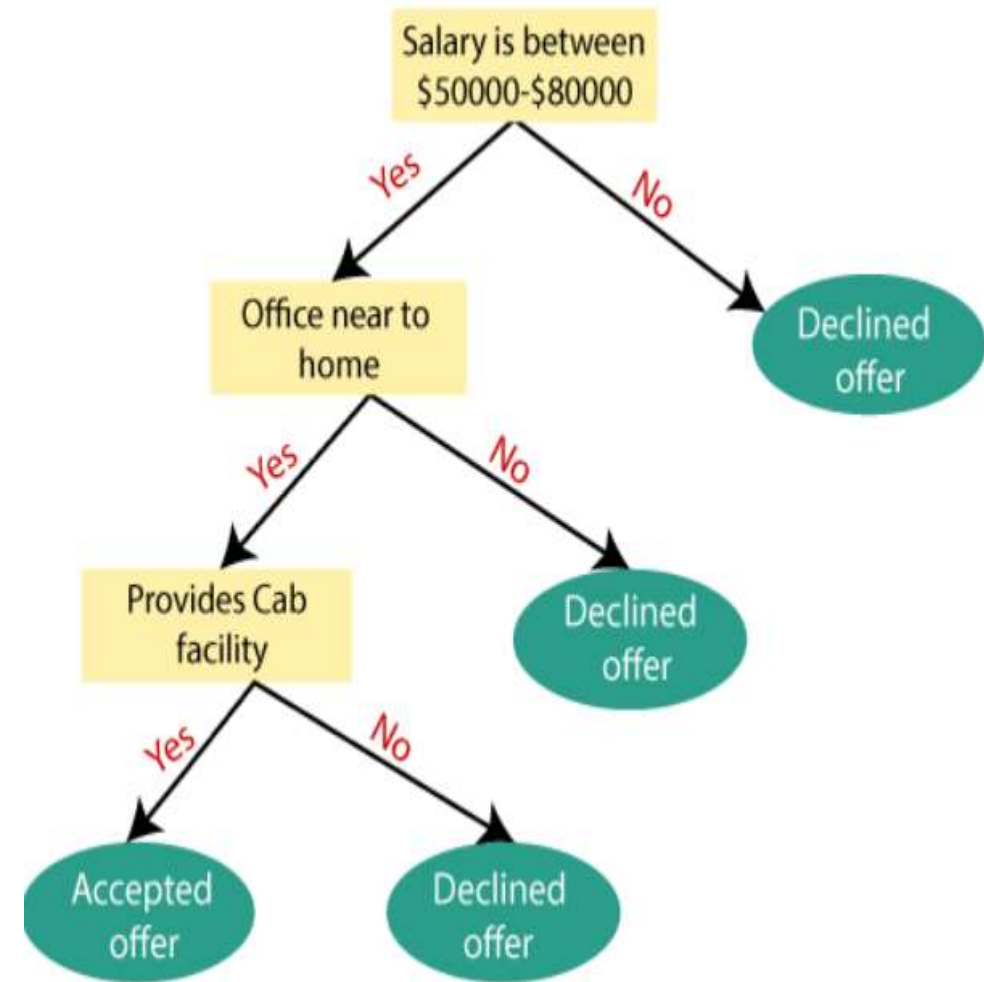 Salary is between
$50000-$80000
Yes
No
Office near to
home
Declined
offer
Yes
No
Provides Cab
facility
Declined
offer
Yes
No
Accepted
offer
Declined
offer